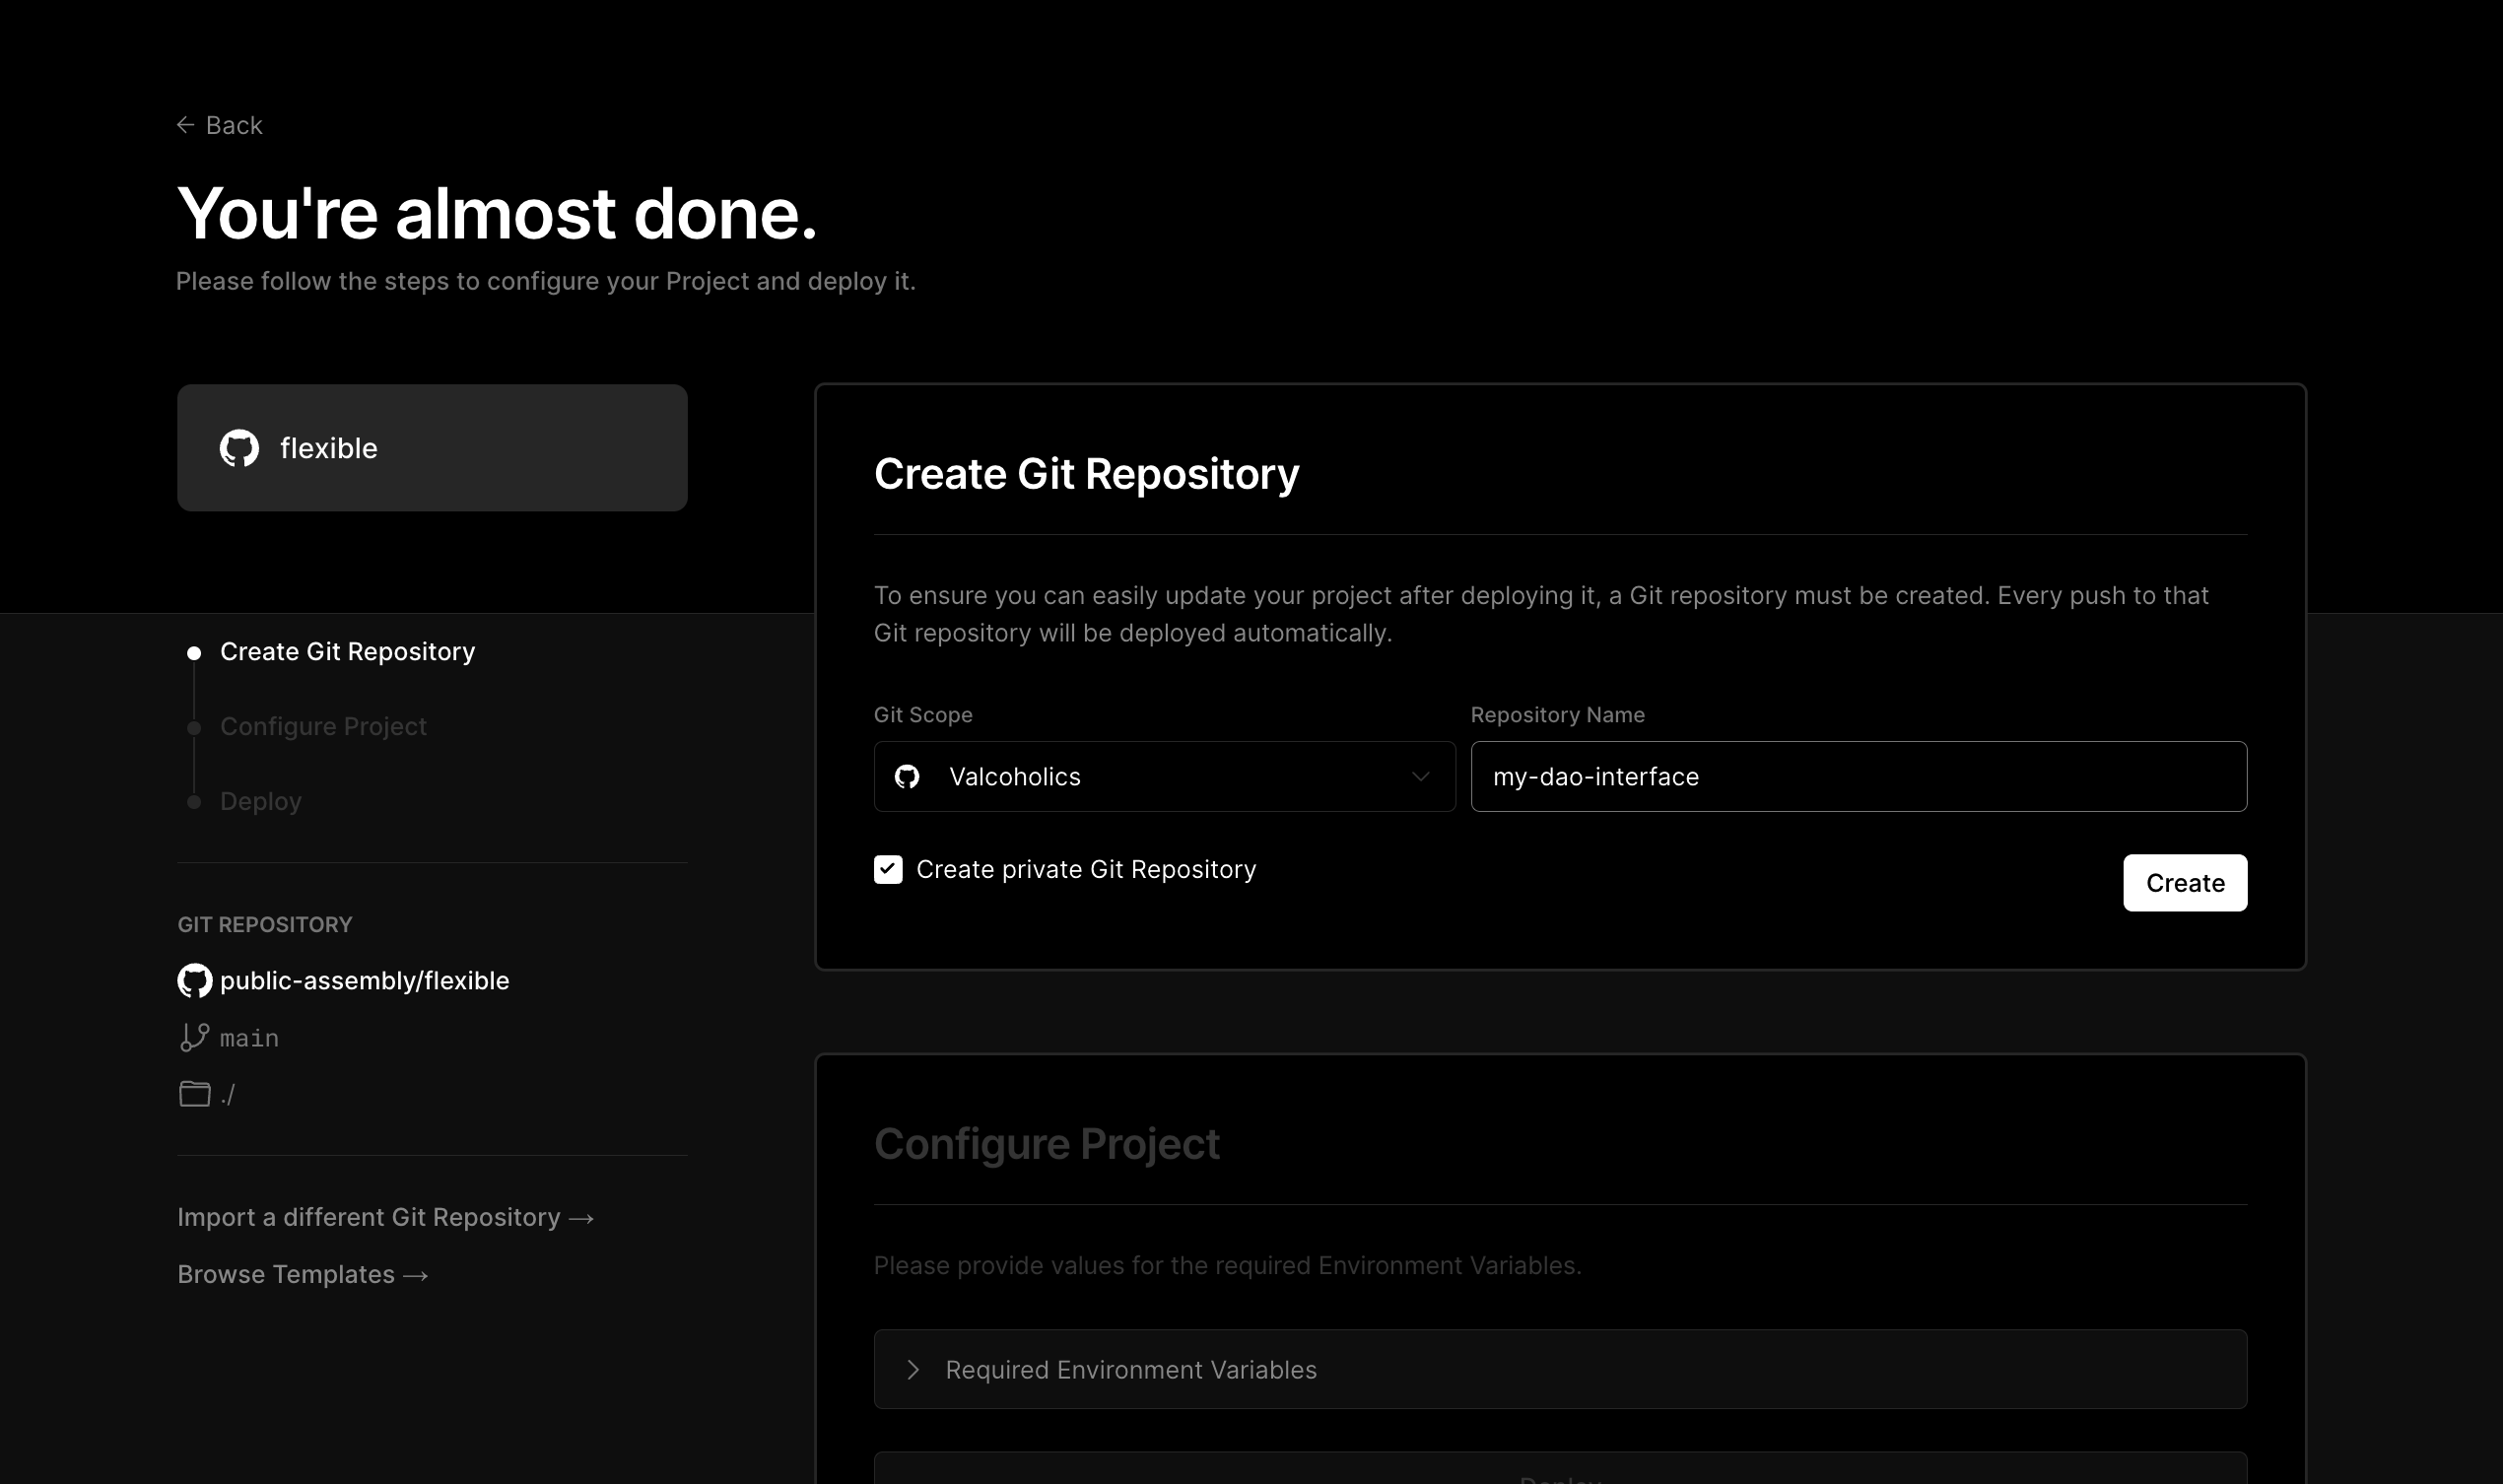 Back
You're almost done.
Please follow the steps to configure your Project and deploy it.
flexible
Create Git Repository
Configure Project
Deploy
GIT REPOSITORY
public-assembly/flexible
main
./
Import a different Git Repository →
Browse Templates →
Create Git Repository
To ensure you can easily update your project after deploying it, a Git repository must be created. Every push to that
Git repository will be deployed automatically.
Git Scope
Repository Name
Valcoholics
my-dao-interface
Create private Git Repository
Create
Configure Project
Please provide values for the required Environment Variables.
Required Environment Variables
Deploy